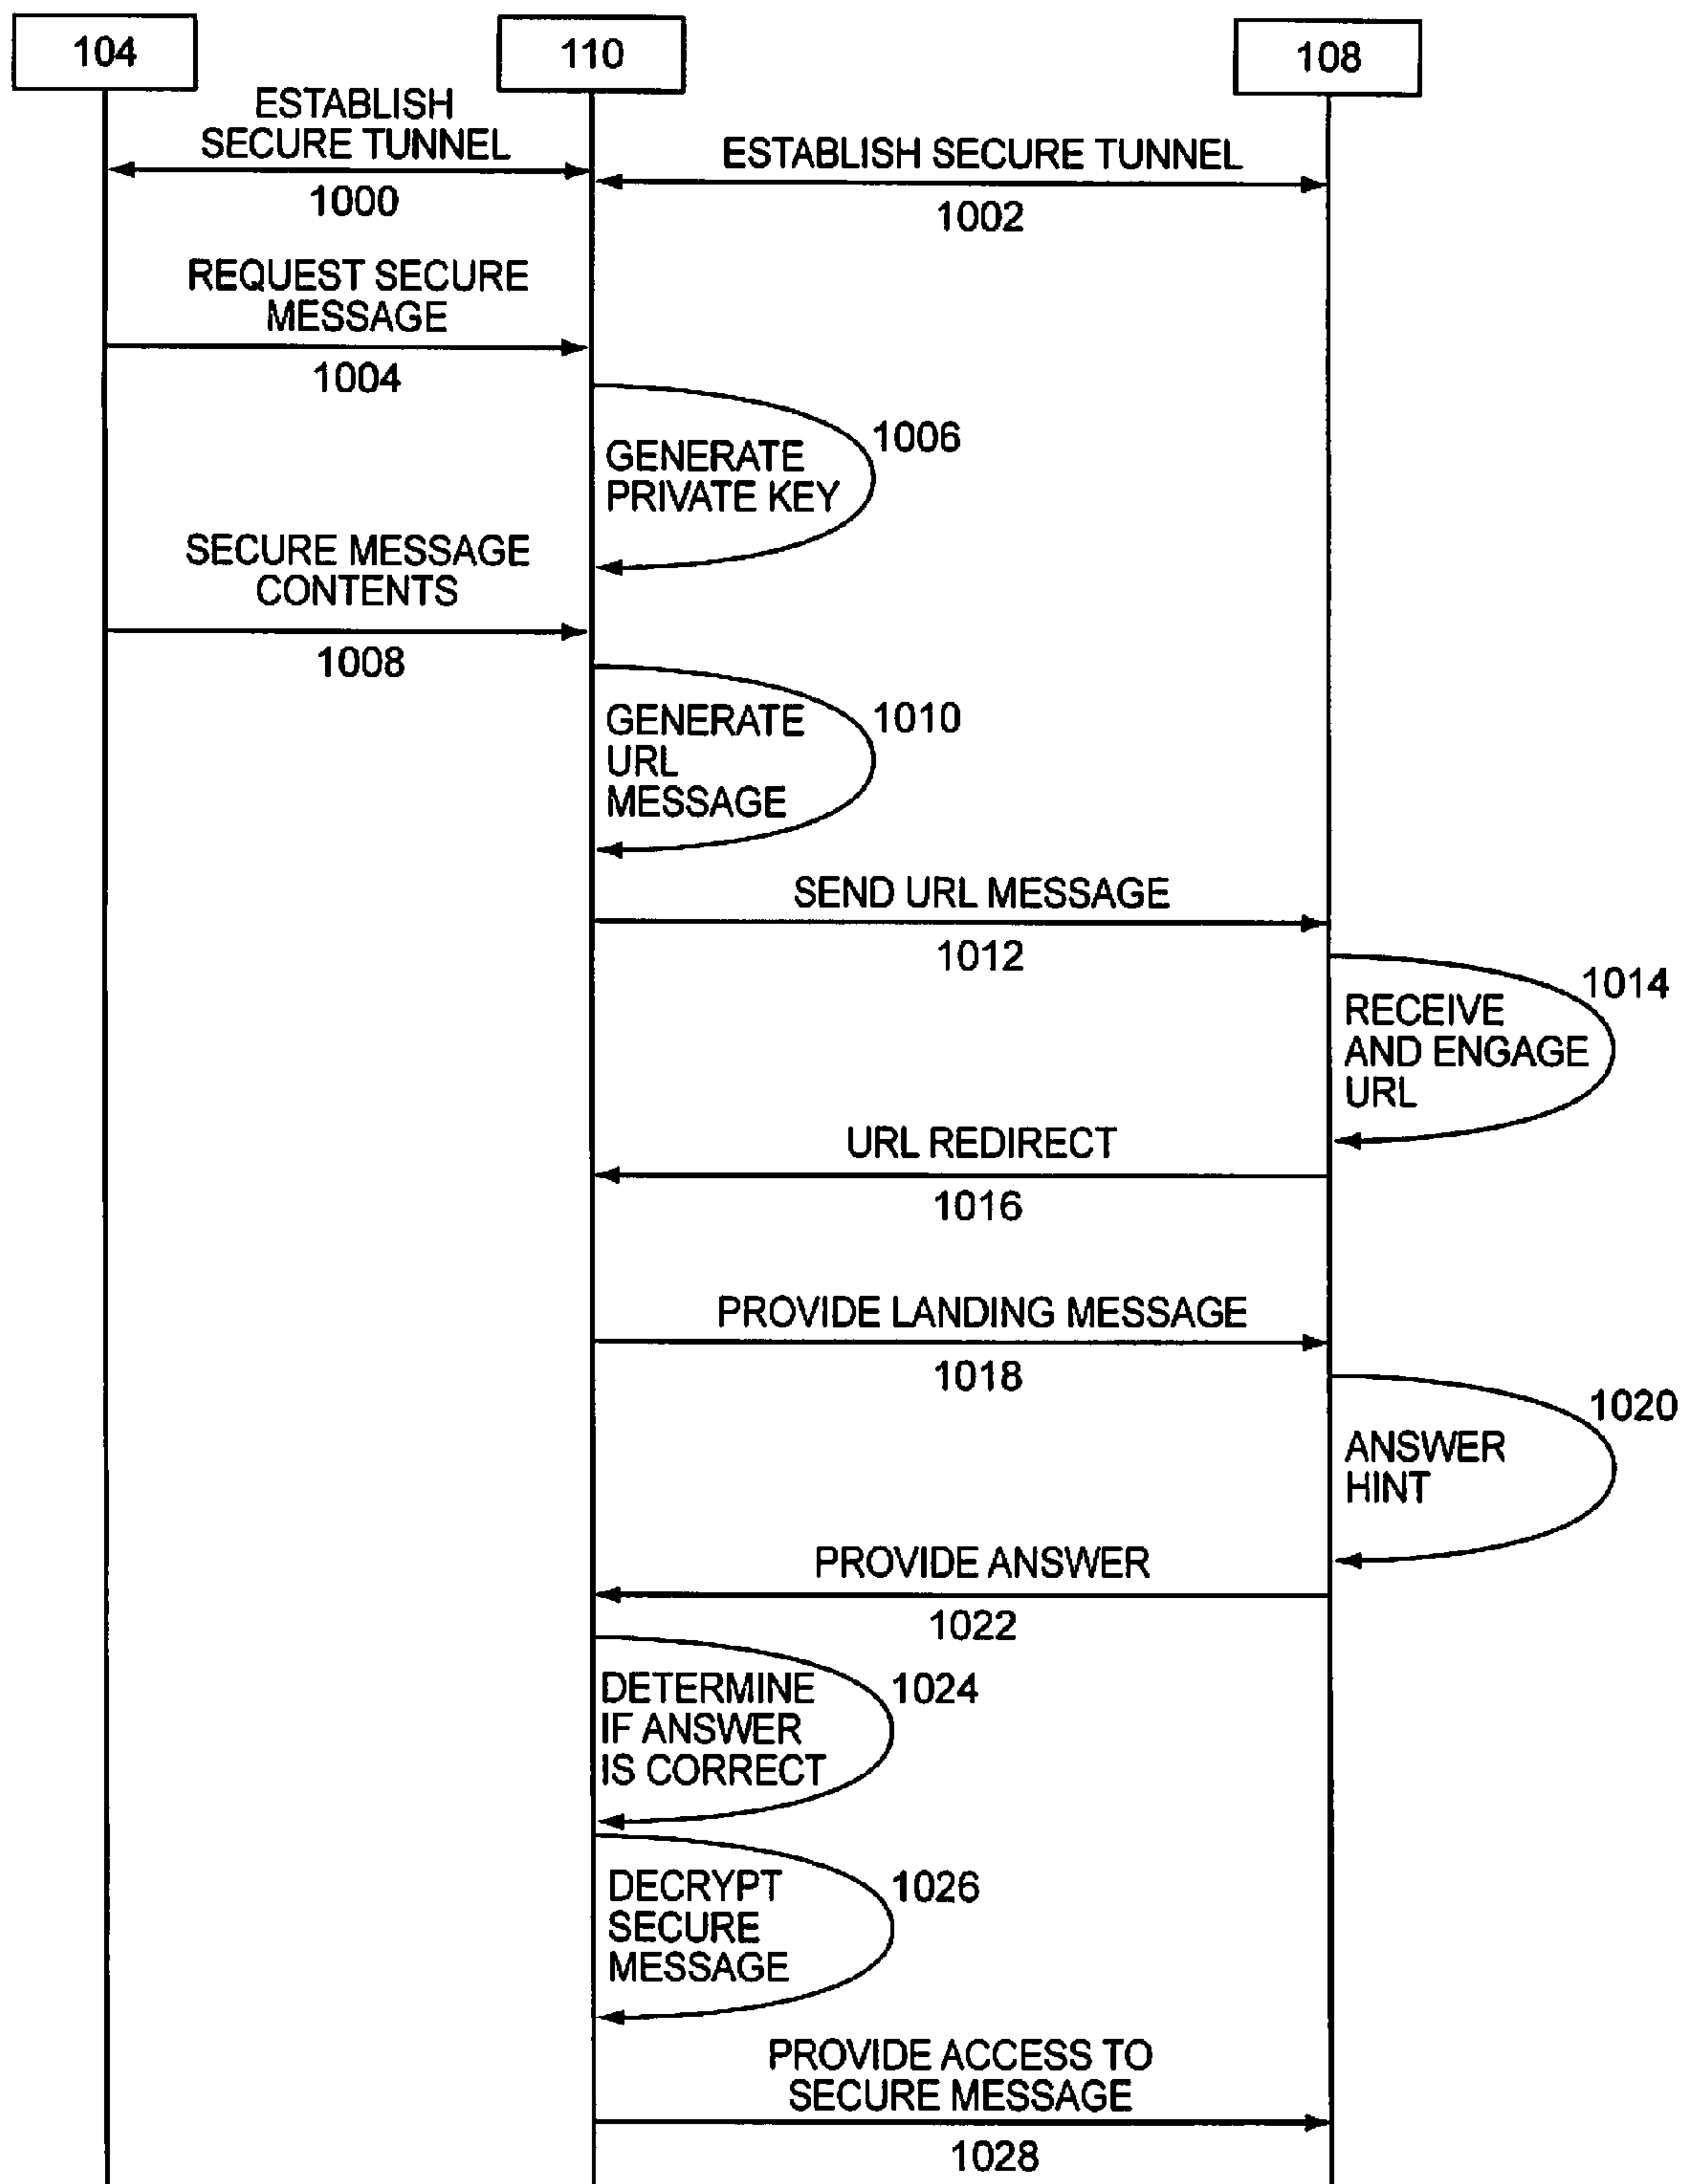 104
110
108
ESTABLISH
SECURE TUNNEL
1000
ESTABLISH SECURE TUNNEL
1002
REQUEST SECURE
MESSAGE
1004
1006
GENERATE
PRIVATE KEY
SECURE MESSAGE
CONTENTS
1008
1010
GENERATE
URL
MESSAGE
SEND URL MESSAGE
1012
1014
RECEIVE
AND ENGAGE
URL
URL REDIRECT
1016
PROVIDE LANDING MESSAGE
1018
1020
ANSWER
HINT
PROVIDE ANSWER
1022
1024
DETERMINE
IF ANSWER
IS CORRECT
1026
DECRYPT
SECURE
MESSAGE
PROVIDE ACCESS TO
SECURE MESSAGE
1028